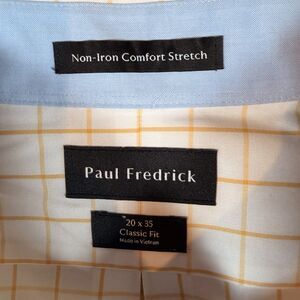 Non-Iron Comfort Stretch
Paul Fredrick
20 x 35
Classic Fit
Made in Vietnam